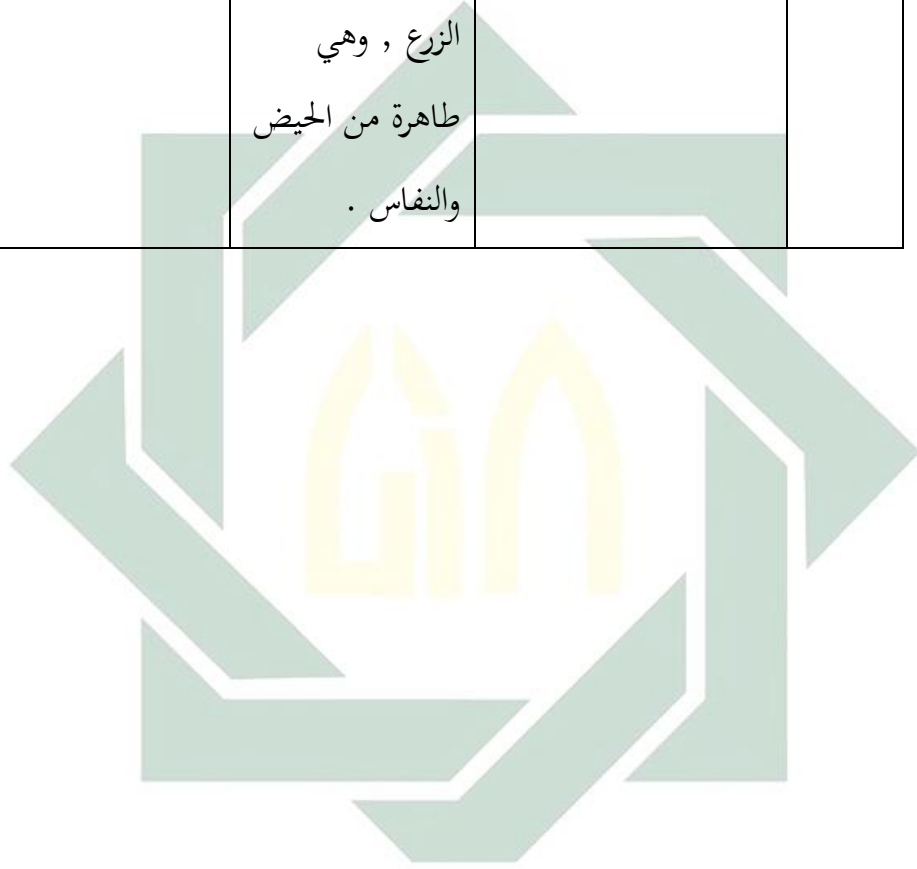 الزرع , وهي
طاهرة من الحيض
والنفاس .